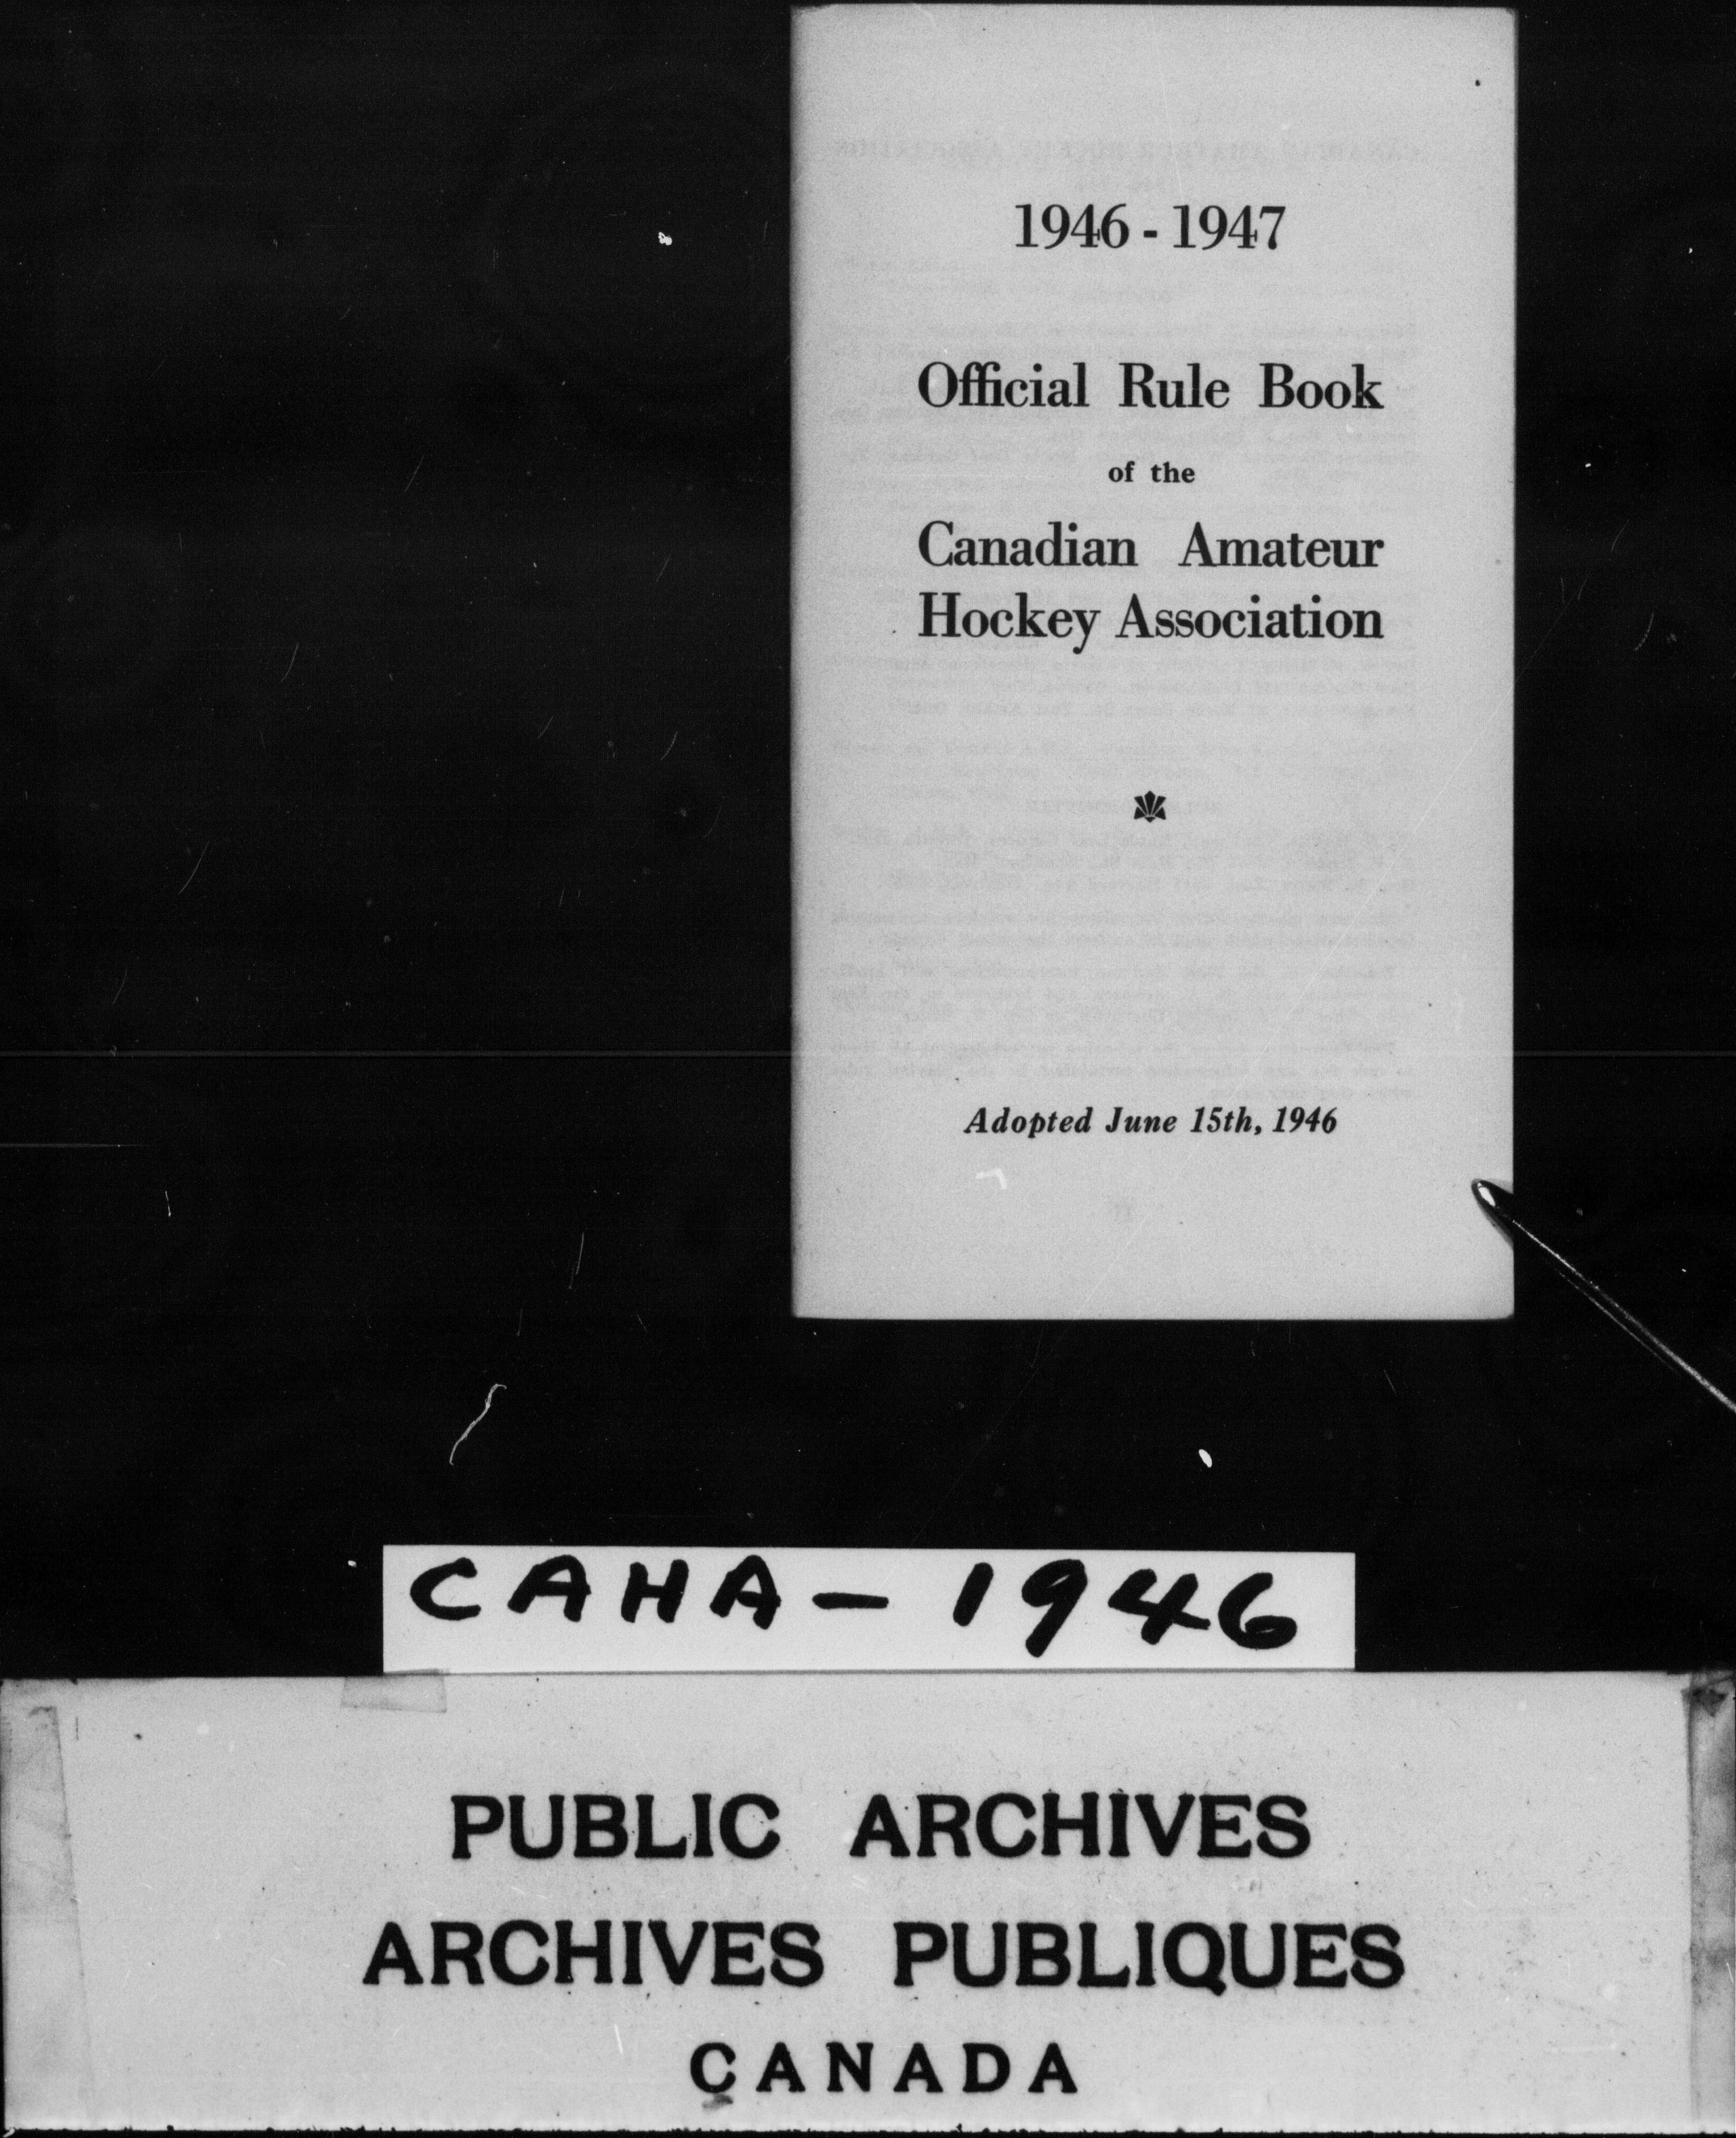 1946 - 1947
Official Rule Book
of the
Canadian Amateur
Hockey Association
Adopted June 15th, 1946
CAHA - 1946
PUBLIC ARCHIVES
ARCHIVES PUBLIQUES
CANADA